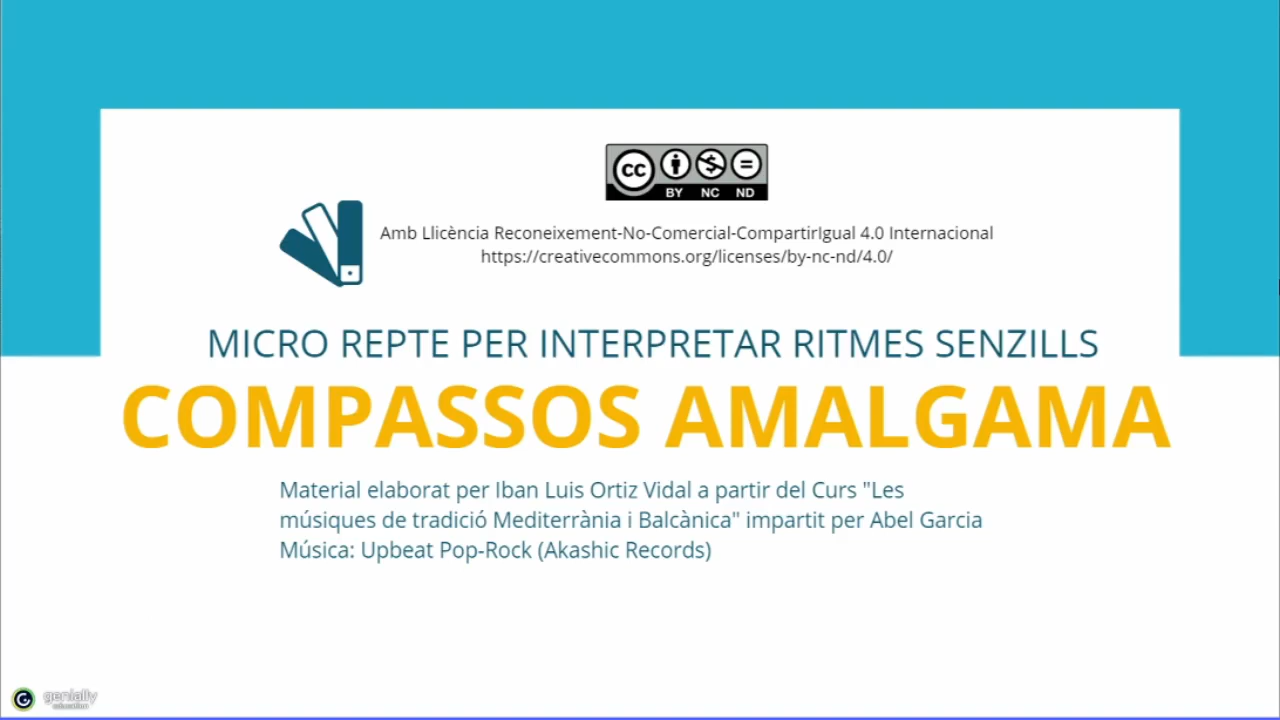 cc
BY NC ND
Amb Llicència Reconeixement-No-Comercial-CompartirIgual 4.0 Internacional
https://creativecommons.org/licenses/by-nc-nd/4.0/
MICRO REPTE PER INTERPRETAR RITMES SENZILLS
COMPASSOS AMALGAMA
Material elaborat per Iban Luis Ortiz Vidal a partir del Curs "Les
músiques de tradició Mediterrània i Balcànica" impartit per Abel Garcia
Música: Upbeat Pop-Rock (Akashic Records)
genially
education